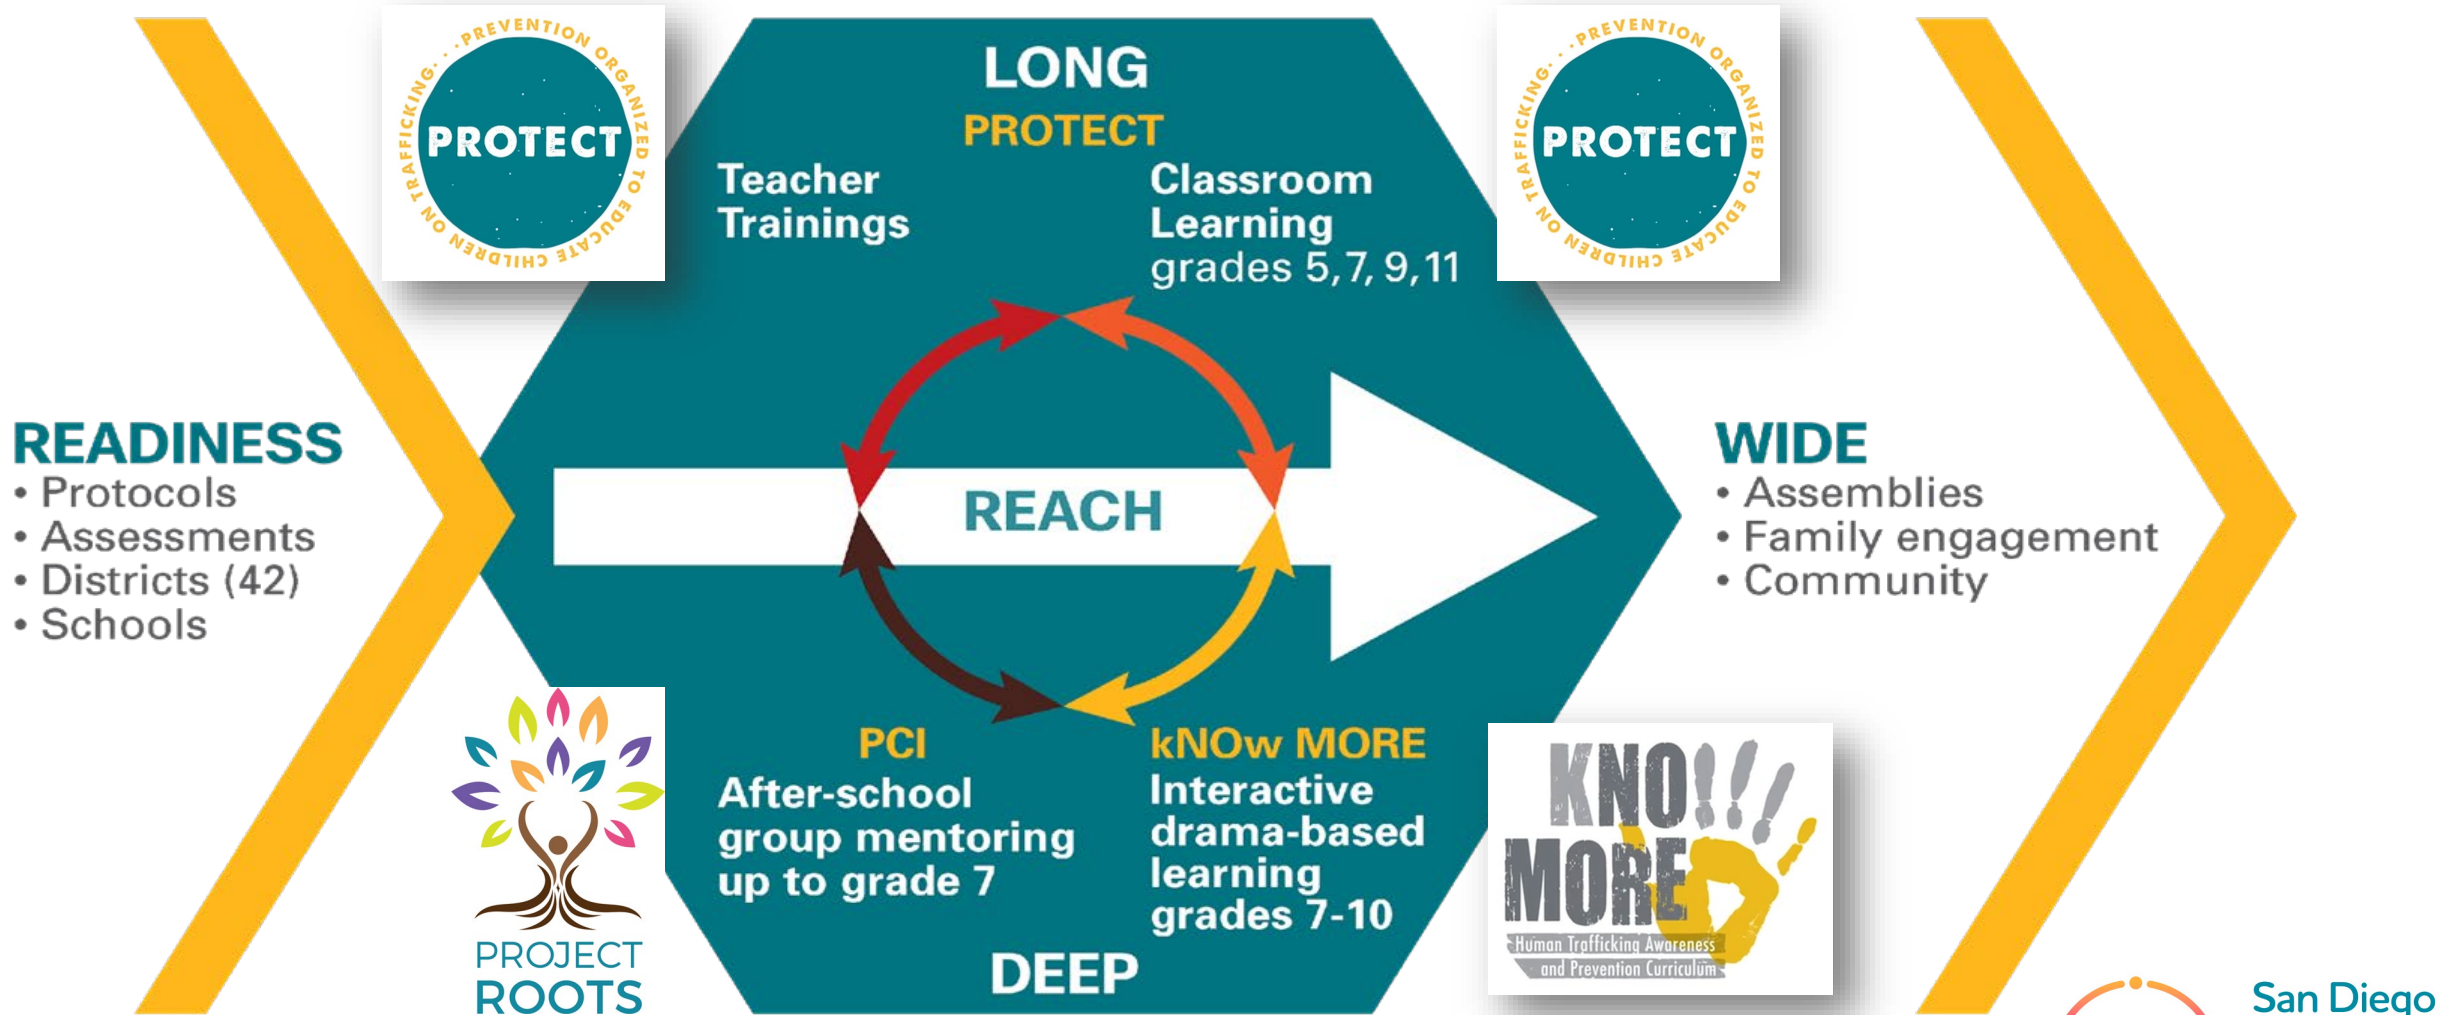 PREVENTION ORGANIZED TO EDUCATE CHILDREN ON TRAFFICKING
PROTECT
LONG
PROTECT
Teacher
Trainings
Classroom
Learning
grades 5, 7, 9, 11
PREVENTION ORGANIZED TO EDUCATE CHILDREN ON TRAFFICKING
PROTECT
READINESS
• Protocols
• Assessments
• Districts (42)
• Schools
REACH
WIDE
• Assemblies
• Family engagement
• Community
PROJECT
ROOTS
PCI
After-school
group mentoring
up to grade 7
kNOw MORE
Interactive
drama-based
learning
grades 7-10
DEEP
KNO
MORE
Human Trafficking Awareness
and Prevention Curriculum
San Diego